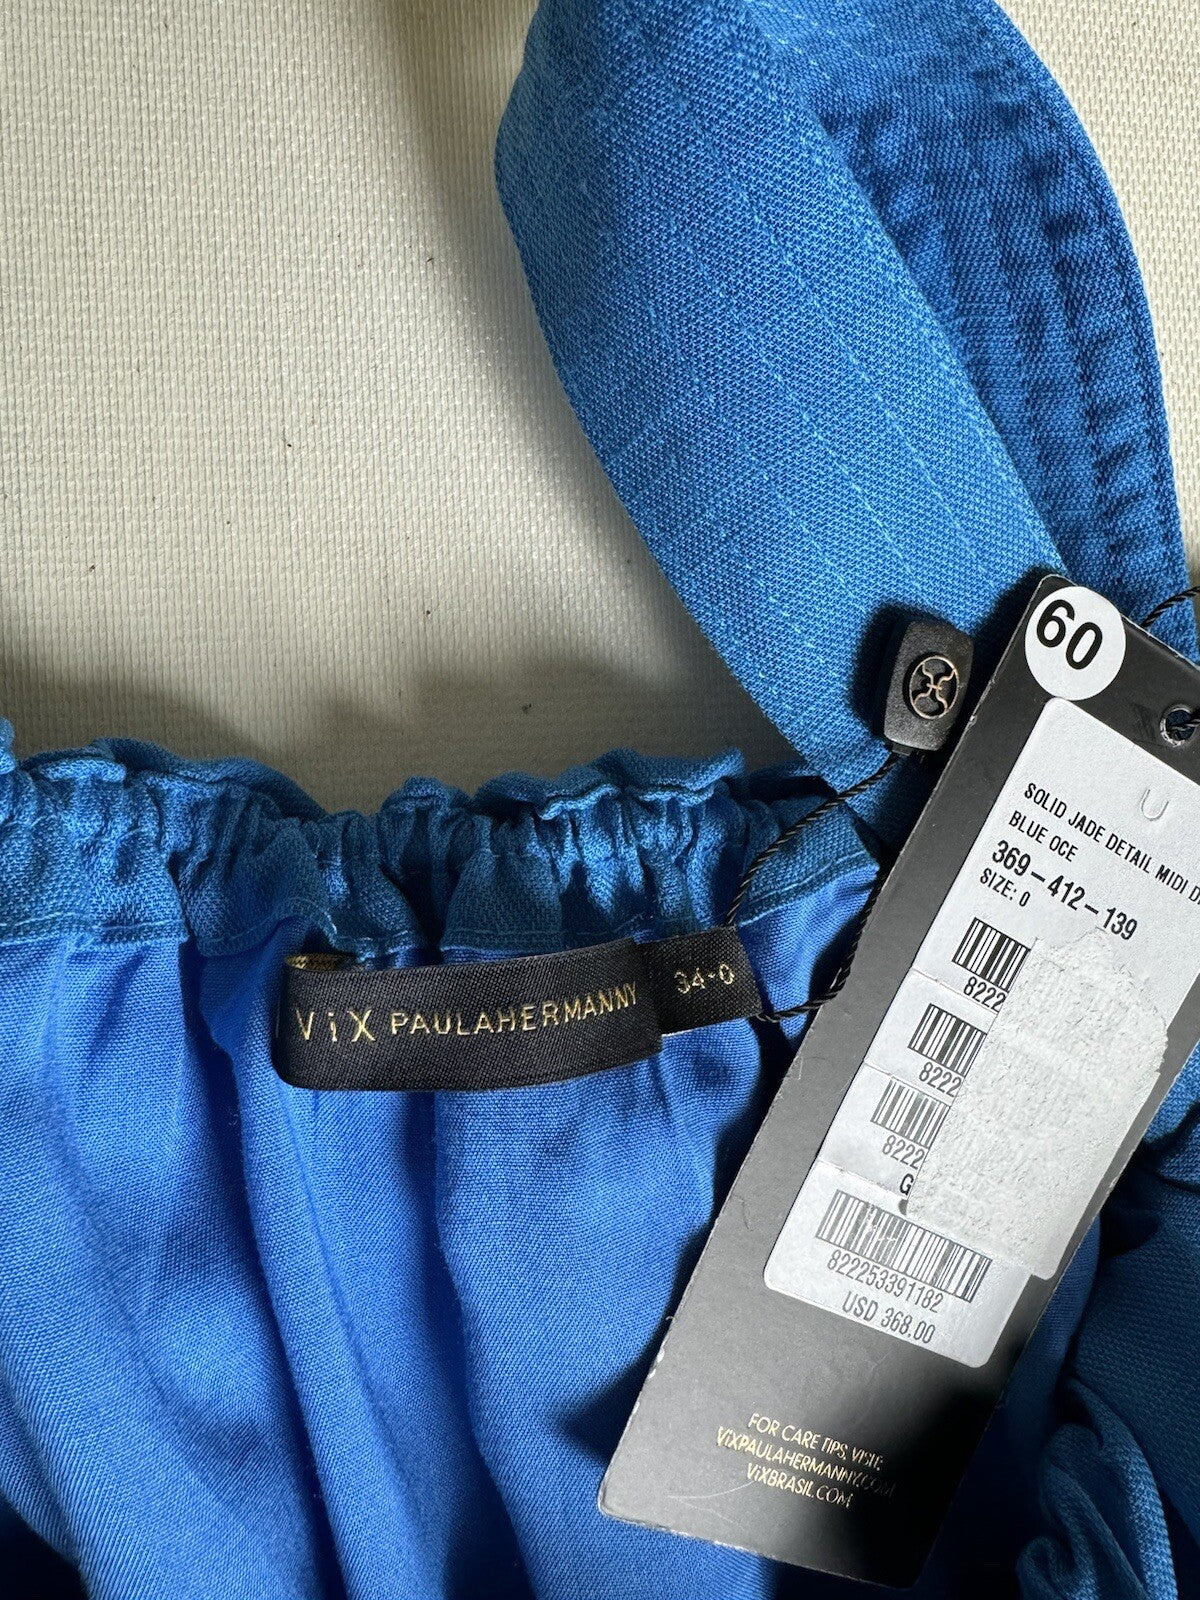 60
U
SOLID JADE DETAIL MIDI
BLUE OCE
369-412-139
SIZE: 0
8222
8222
8222
G
822253391182
USD 368.00
FOR CARE TIPS, VISIT:
ViXPAULAHERMANNY.COM
ViXBRASIL.COM
ViX PAULAHERMANNY
34-0